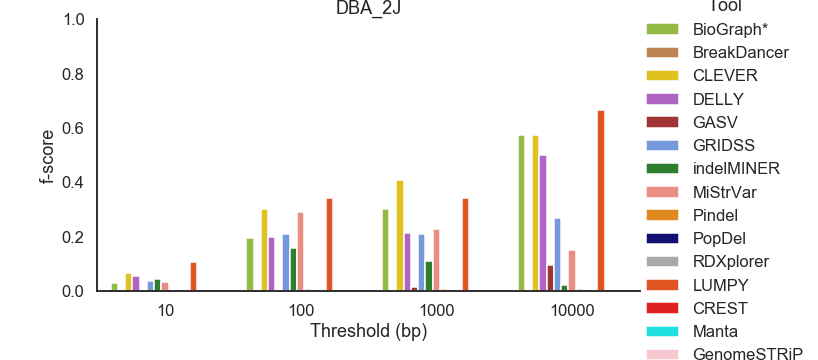 DBA_2J
Tool
1.0
0.8
0.6
0.4
0.2
0.0
f-score
10
100
1000
10000
Threshold (bp)
BioGraph*
BreakDancer
CLEVER
DELLY
GASV
GRIDSS
indelMINER
MiStrVar
Pindel
PopDel
RDXplorer
LUMPY
CREST
Manta
GenomeSTRiP